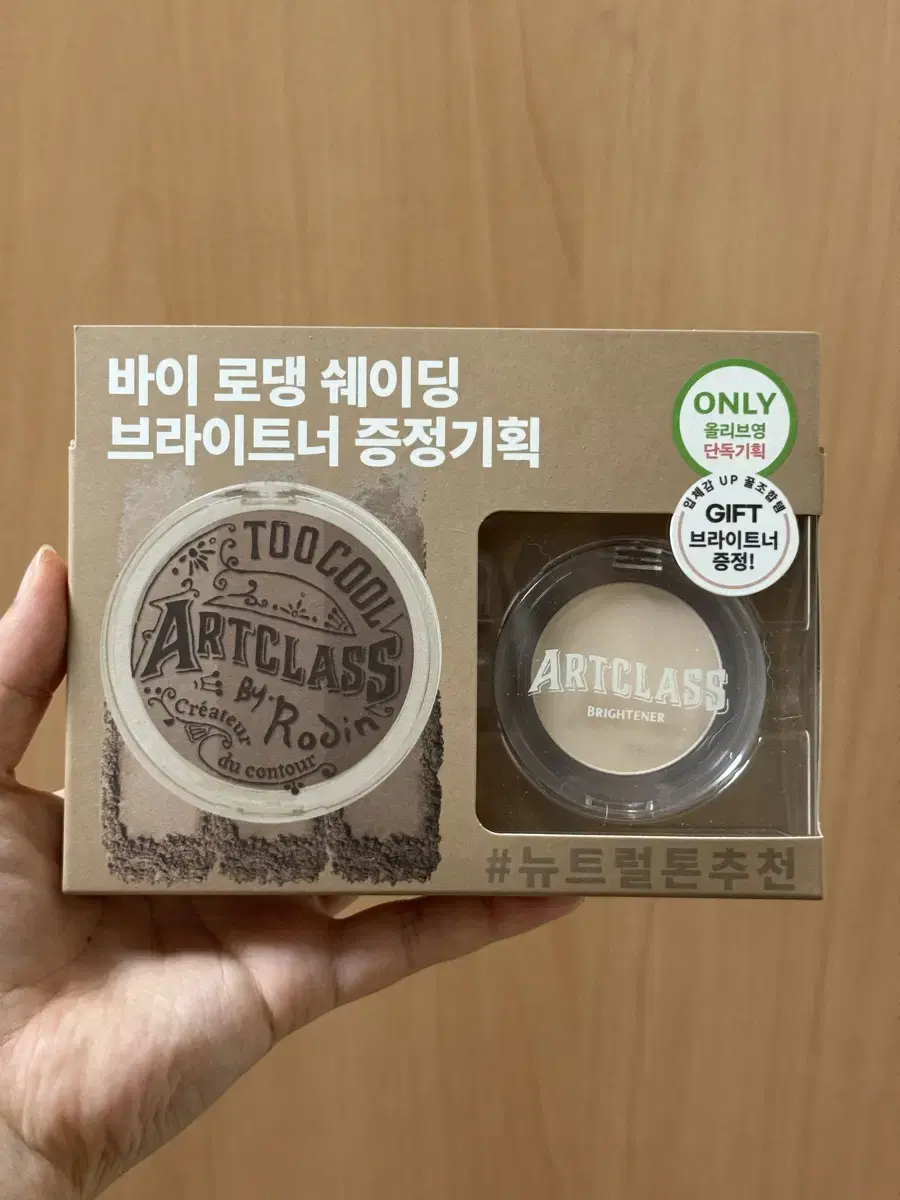 바이 로댕 쉐이딩
브라이트너 증정기획
ONLY
올리브영
단독기획
입체감 UP 꿀조합템
GIFT
브라이트너
증정!
TOO COOL
ARTCLASS
By Rodin
Créateur
du contour
ARTCLASS
BRIGHTENER
#뉴트럴톤추천